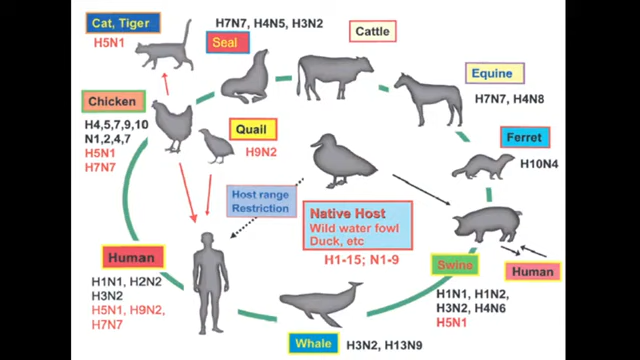 Cat, Tiger
H5N1
Seal
H7N7, H4N5, H3N2
Cattle
Equine
H7N7, H4N8
Chicken
H4,5,7,9,10
N1,2,4,7
H5N1
H7N7
Quail
H9N2
Ferret
H10N4
Host range
Restriction
Native Host
Wild water fowl
Duck, etc
H1-15; N1-9
Human
H1N1, H2N2
H3N2
H5N1, H9N2,
H7N7
Swine
Human
H1N1, H1N2,
H3N2, H4N6
H5N1
Whale
H3N2, H13N9